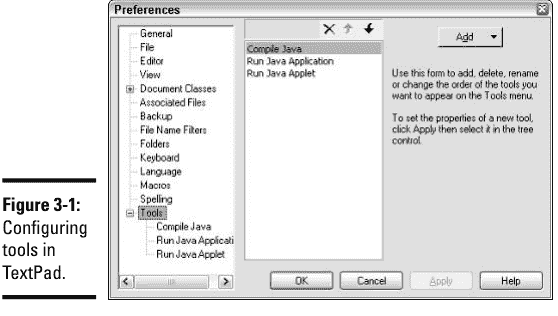 Preferences
General
File
Editor
View
Document Classes
Associated Files
Backup
File Name Filters
Folders
Keyboard
Language
Macros
Spelling
Tools
Compile Java
Run Java Applicati
Run Java Applet
Compile Java
Run Java Application
Run Java Applet
Add
Use this form to add, delete, rename
or change the order of the tools you
want to appear on the Tools menu.
To set the properties of a new tool,
click Apply then select it in the tree
control.
OK
Cancel
Apply
Help
Figure 3-1:
Configuring
tools in
TextPad.